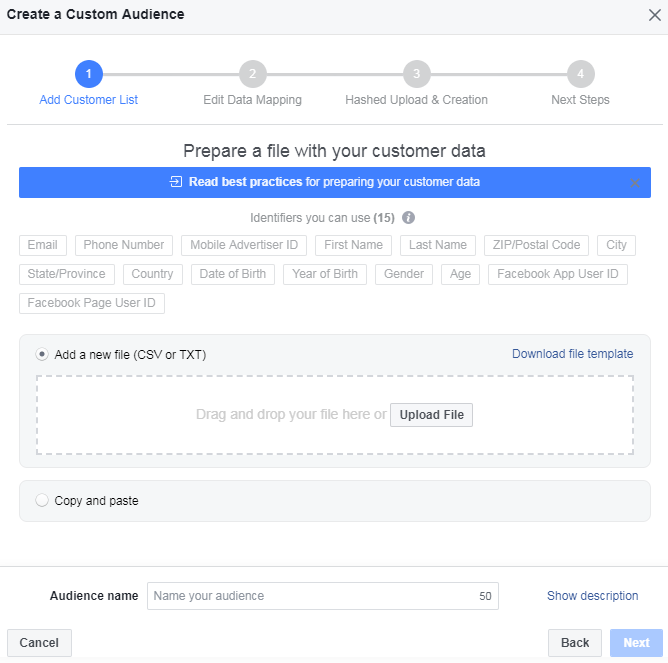 Create a Custom Audience
1 2 3 4
Add Customer List Edit Data Mapping Hashed Upload & Creation Next Steps
Prepare a file with your customer data
Read best practices for preparing your customer data
Identifiers you can use (15)
Email Phone Number Mobile Advertiser ID First Name Last Name ZIP/Postal Code City
State/Province Country Date of Birth Year of Birth Gender Age Facebook App User ID
Facebook Page User ID
Add a new file (CSV or TXT) Download file template
Drag and drop your file here or Upload File
Copy and paste
Audience name Name your audience 50 Show description
Cancel Back Next